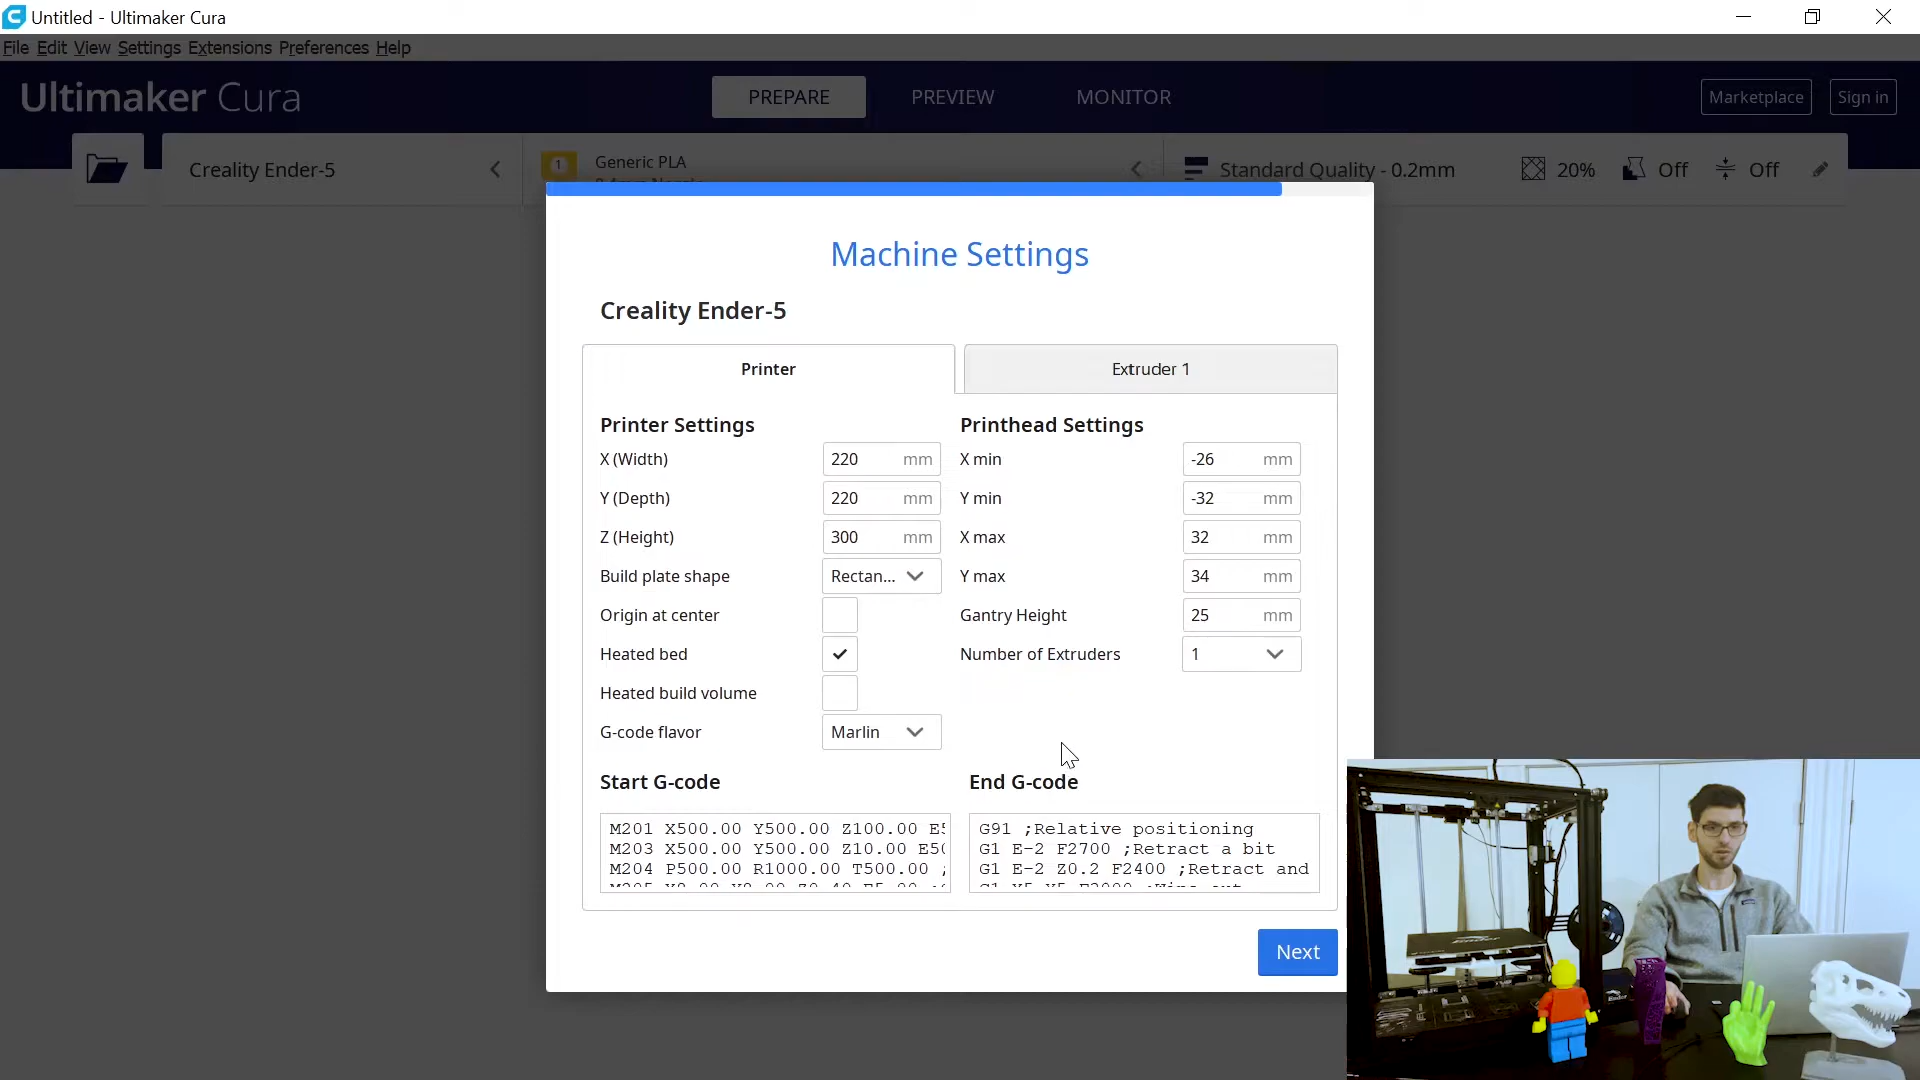 Untitled - Ultimaker Cura
File Edit View Settings Extensions Preferences Help
Ultimaker Cura
PREPARE
PREVIEW
MONITOR
Marketplace
Sign in
Creality Ender-5
1
Generic PLA
Standard Quality - 0.2mm
20%
Off
Off
Machine Settings
Creality Ender-5
Printer
Extruder 1
Printer Settings
X (Width) 220 mm
Y (Depth) 220 mm
Z (Height) 300 mm
Build plate shape Rectan...
Origin at center
Heated bed
Heated build volume
G-code flavor Marlin
Printhead Settings
X min -26 mm
Y min -32 mm
X max 32 mm
Y max 34 mm
Gantry Height 25 mm
Number of Extruders 1
Start G-code
M201 X500.00 Y500.00 Z100.00
M203 X500.00 Y500.00 Z10.00
M204 P500.00 R1000.00 T500.00 ;
End G-code
G91 ;Relative positioning
G1 E-2 F2700 ;Retract a bit
G1 E-2 Z0.2 F2400 ;Retract and
Next